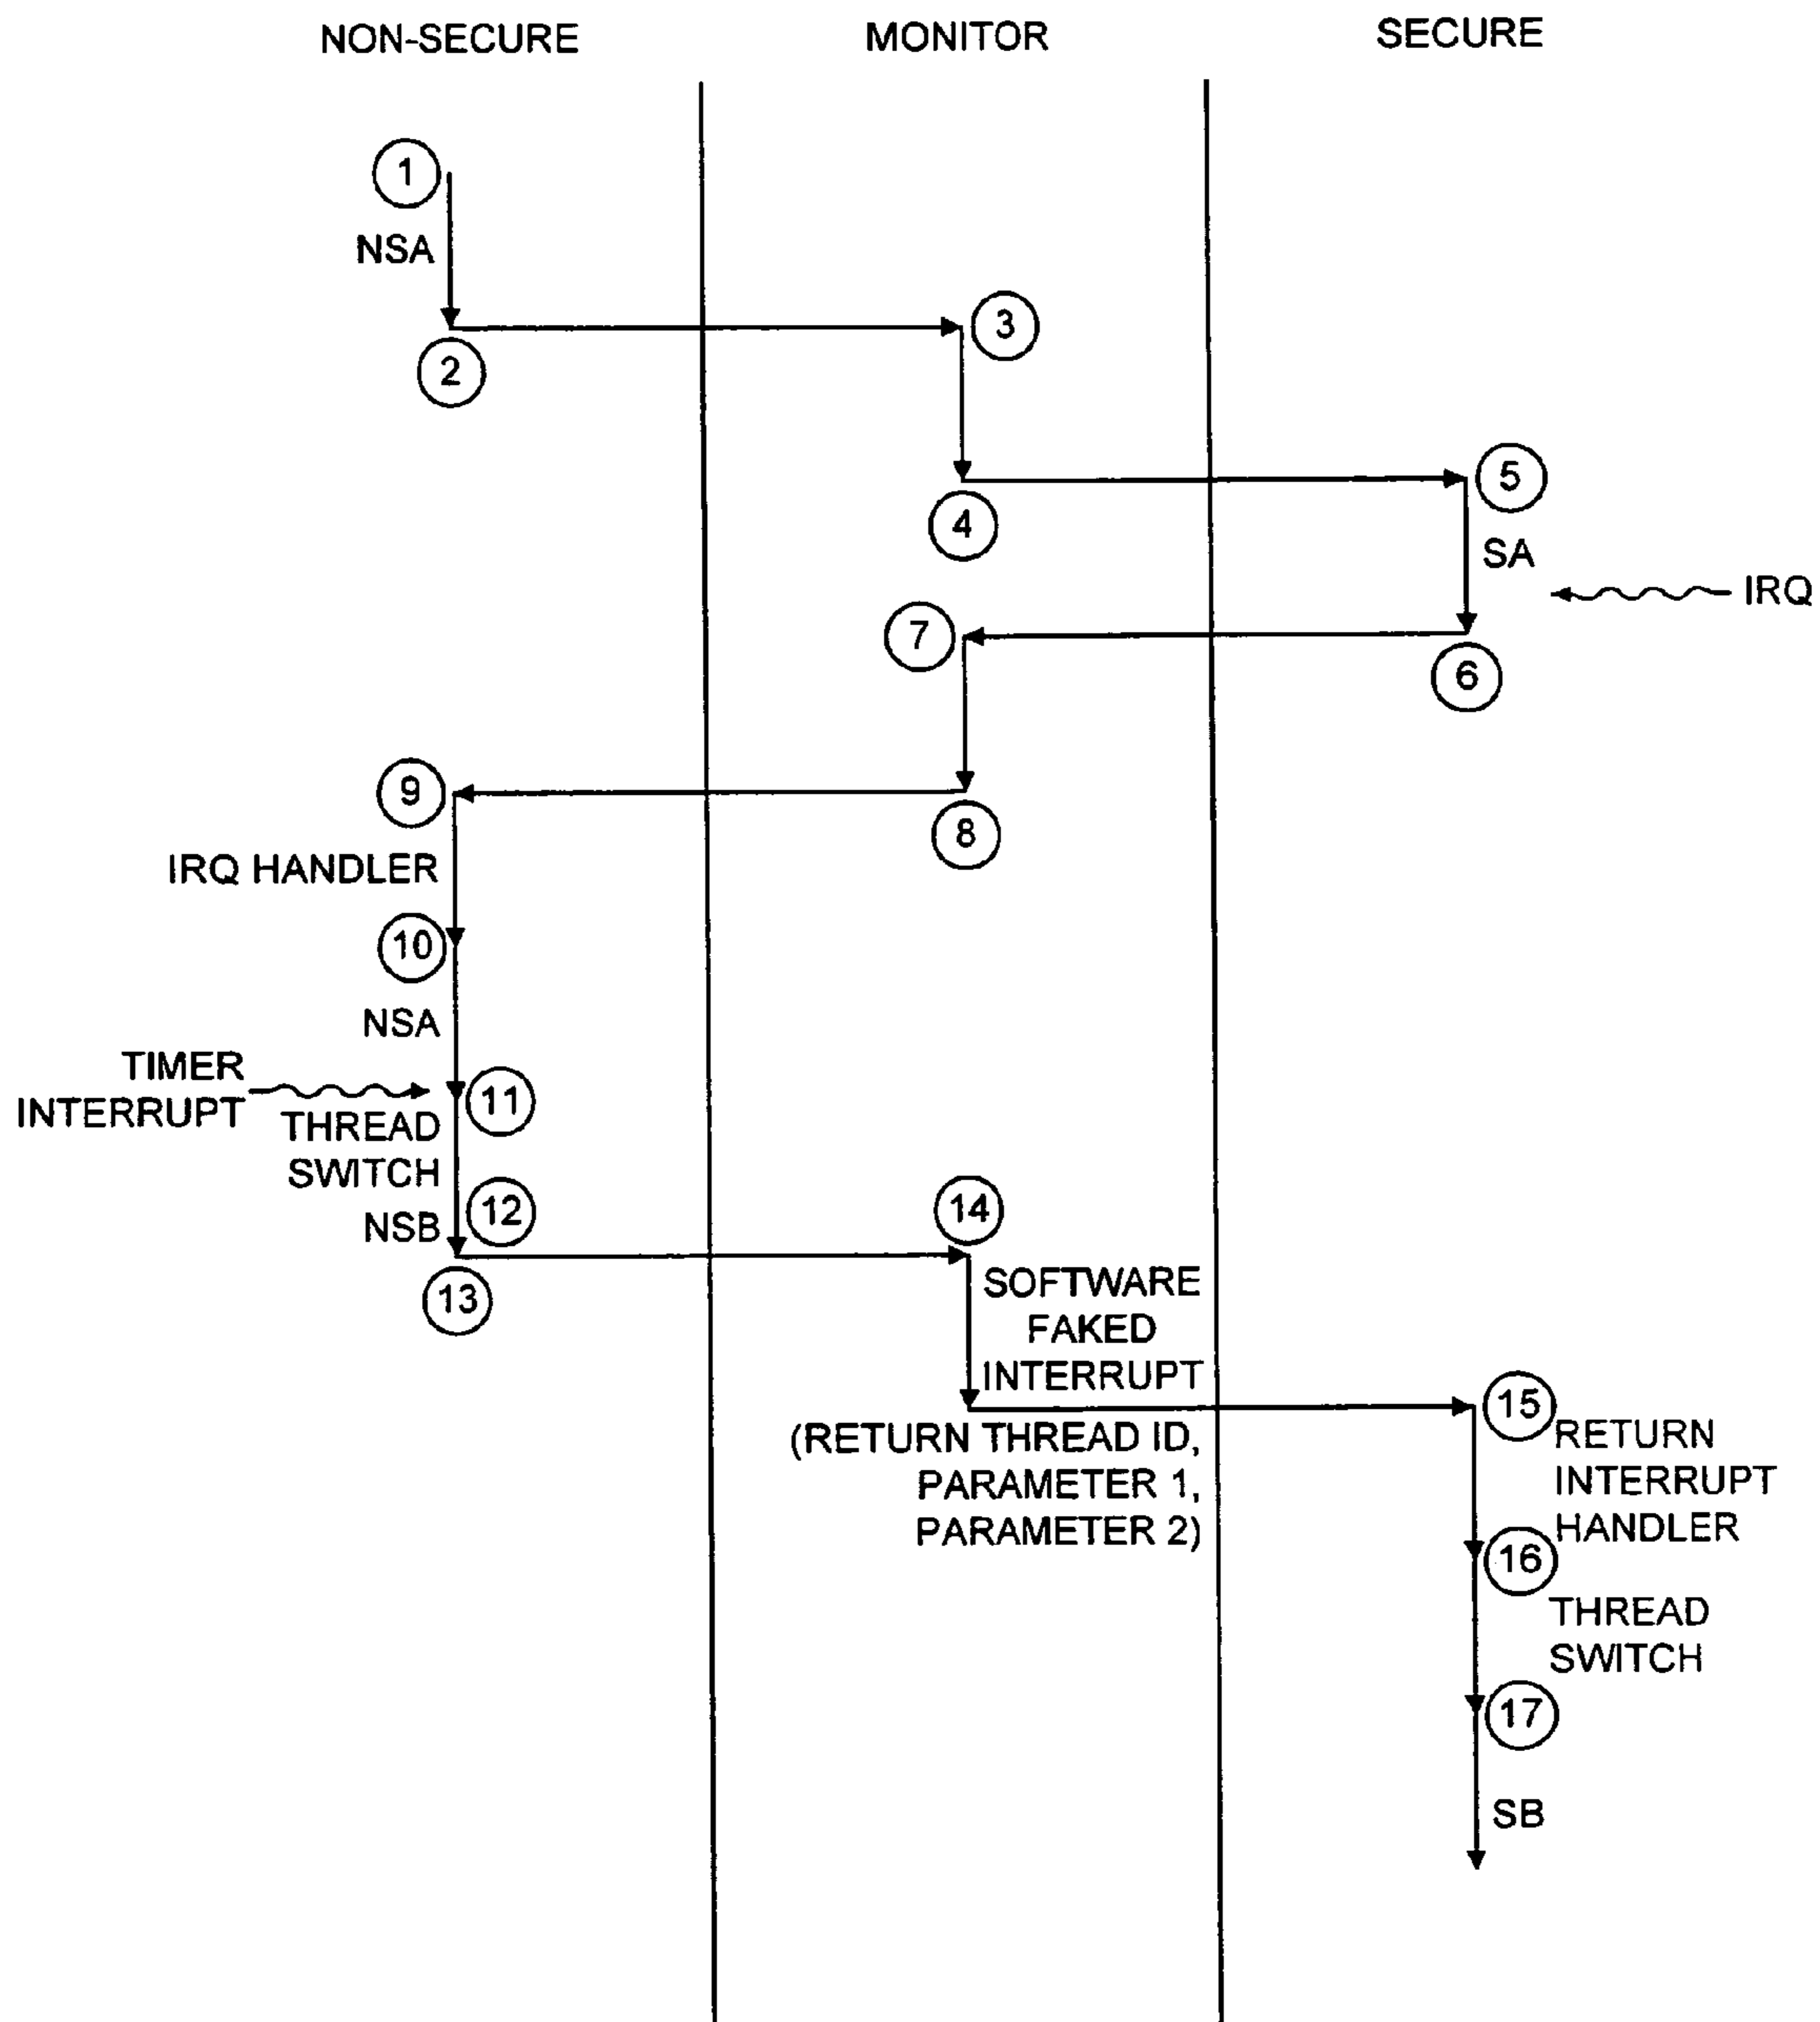 NON-SECURE
MONITOR
SECURE
1
NSA
2
3
4
5
SA
IRQ
6
7
8
9
IRQ HANDLER
10
NSA
TIMER
INTERRUPT
11
THREAD
SWITCH
12
NSB
13
14
SOFTWARE
FAKED
INTERRUPT
(RETURN THREAD ID,
PARAMETER 1,
PARAMETER 2)
15
RETURN
INTERRUPT
HANDLER
16
THREAD
SWITCH
17
SB